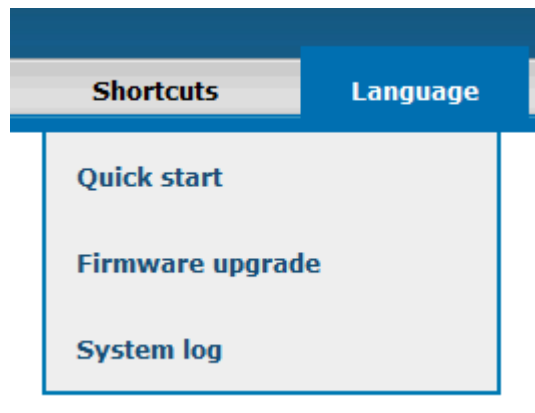 Shortcuts Language
Quick start
Firmware upgrade
System log